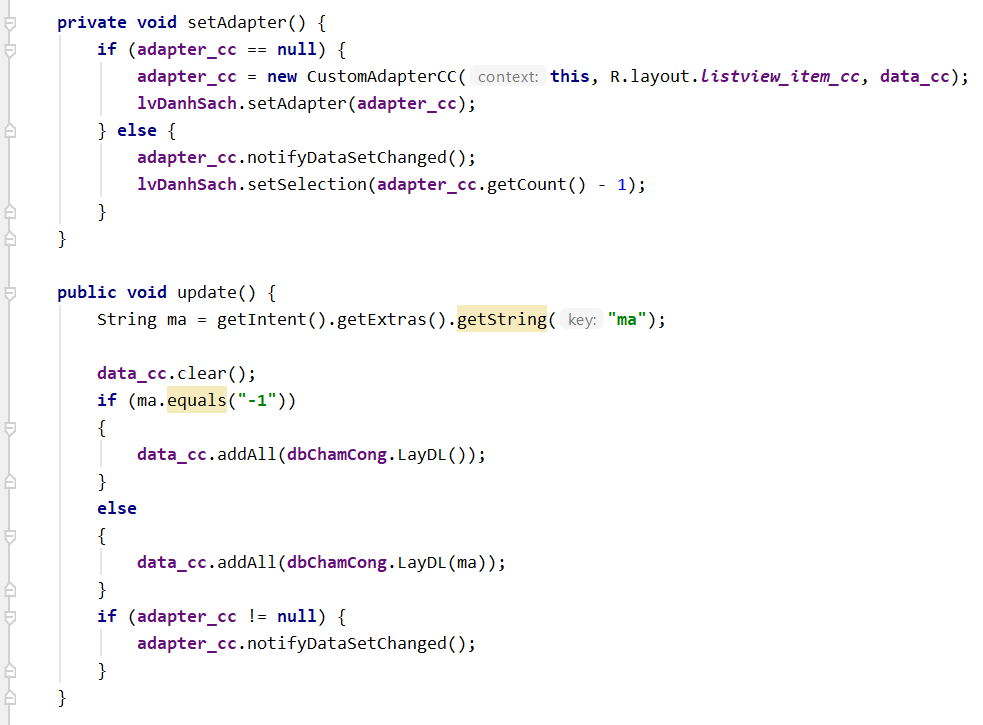 private void setAdapter() {
if (adapter_cc == null) {
adapter_cc = new CustomAdapterCC( context: this, R.layout.listview_item_cc, data_cc);
lvDanhSach.setAdapter(adapter_cc);
} else {
adapter_cc.notifyDataSetChanged();
lvDanhSach.setSelection(adapter_cc.getCount() - 1);
}
}
public void update() {
String ma = getIntent().getExtras().getString( key: "ma");
data_cc.clear();
if (ma.equals("-1"))
{
data_cc.addAll(dbChamCong.LayDL());
}
else
{
data_cc.addAll(dbChamCong.LayDL(ma));
}
if (adapter_cc != null) {
adapter_cc.notifyDataSetChanged();
}
}